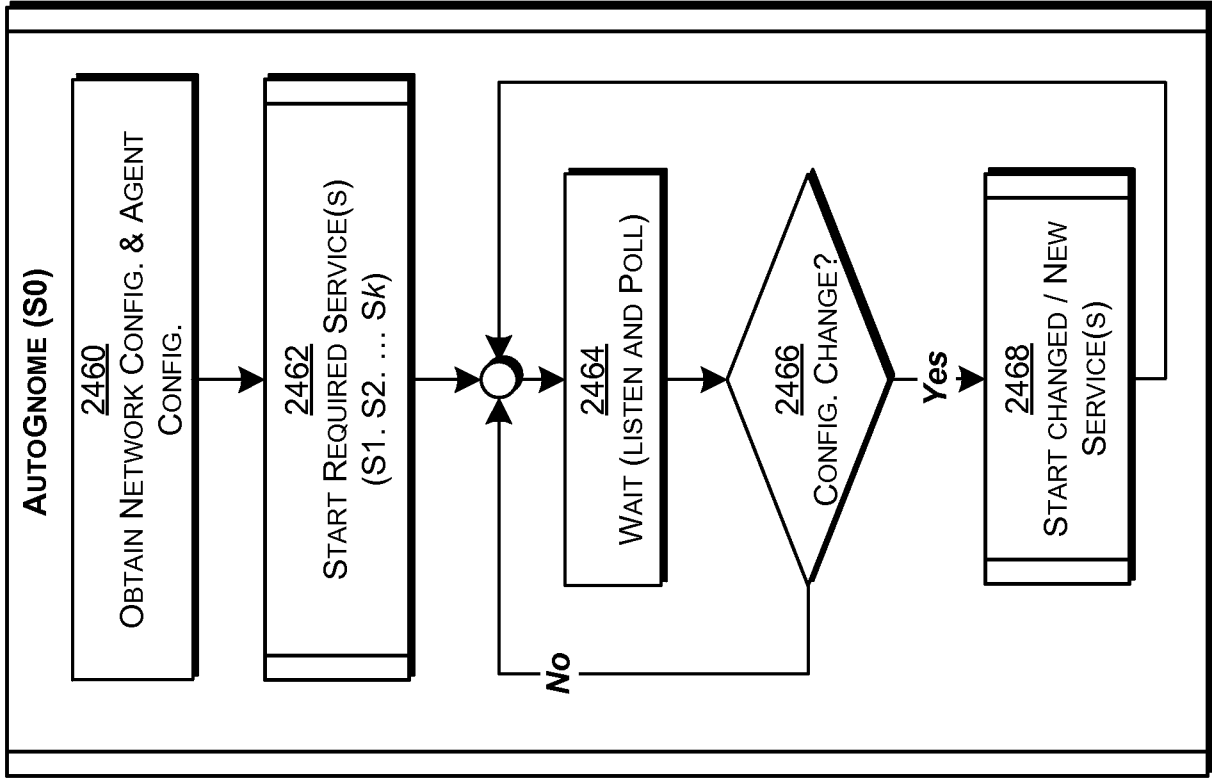 AUTOGNOME (S0)
2460
OBTAIN NETWORK CONFIG. & AGENT
CONFIG.
2462
START REQUIRED SERVICE(S)
(S1. S2. ... Sk)
2464
WAIT (LISTEN AND POLL)
2466
CONFIG. CHANGE?
No
Yes
2468
START CHANGED / NEW
SERVICE(S)